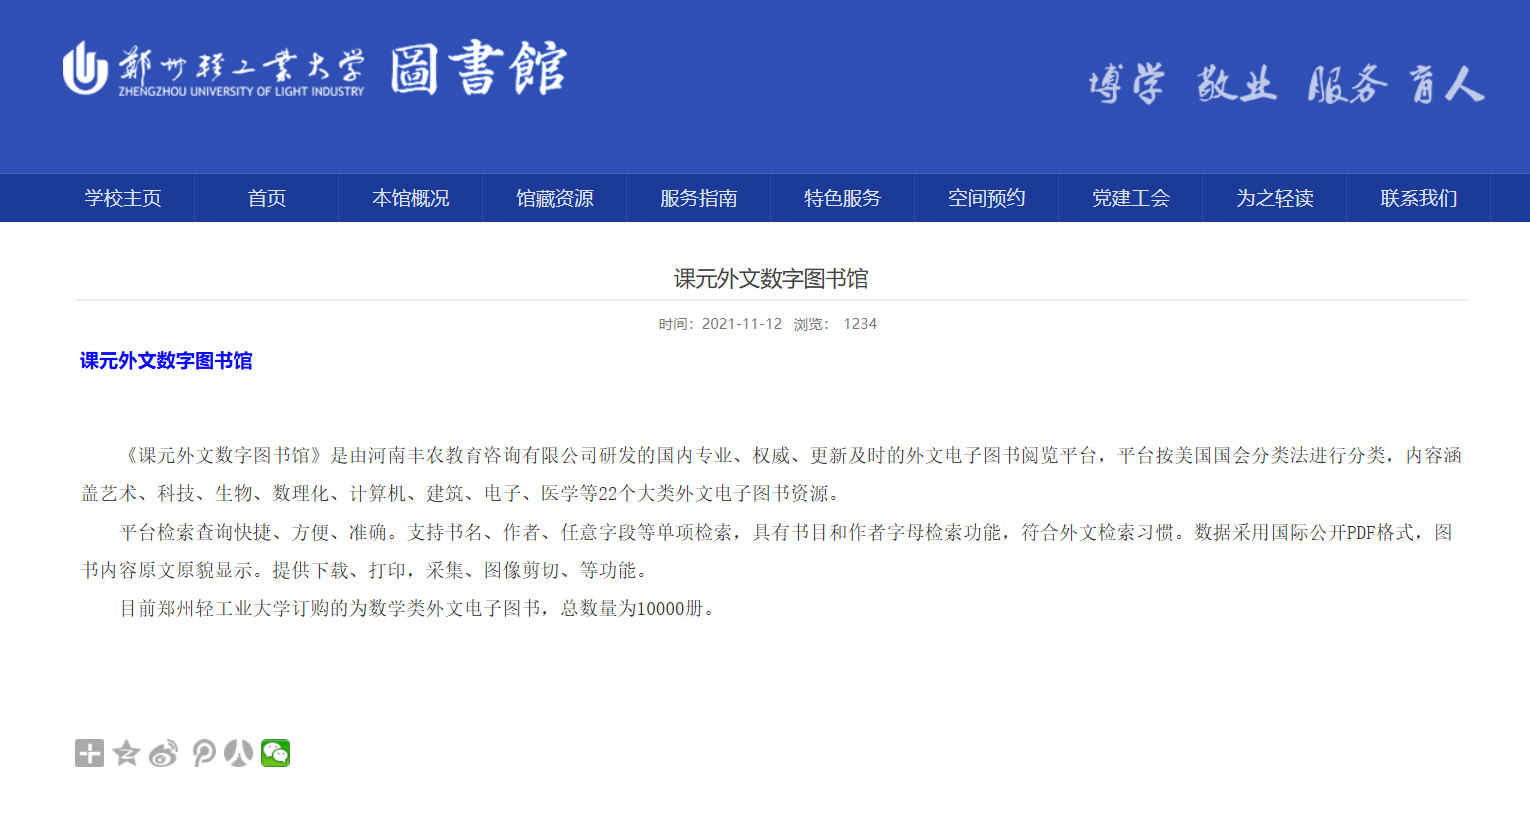 鄭州轻工业大学 圖書館
ZHENGZHOU UNIVERSITY OF LIGHT INDUSTRY
博学 敬业 服务 育人
学校主页 首页 本馆概况 馆藏资源 服务指南 特色服务 空间预约 党建工会 为之轻读 联系我们
课元外文数字图书馆
时间：2021-11-12 浏览： 1234
课元外文数字图书馆
《课元外文数字图书馆》是由河南丰农教育咨询有限公司研发的国内专业、权威、更新及时的外文电子图书阅览平台，平台按美国国会分类法进行分类，内容涵
盖艺术、科技、生物、数理化、计算机、建筑、电子、医学等22个大类外文电子图书资源。
平台检索查询快捷、方便、准确。支持书名、作者、任意字段等单项检索，具有书目和作者字母检索功能，符合外文检索习惯。数据采用国际公开PDF格式，图
书内容原文原貌显示。提供下载、打印，采集、图像剪切、等功能。
目前郑州轻工业大学订购的为数学类外文电子图书，总数量为10000册。